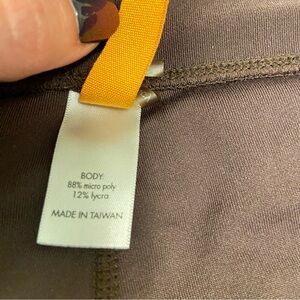 BODY:
88% micro poly
12% lycra
MADE IN TAIWAN